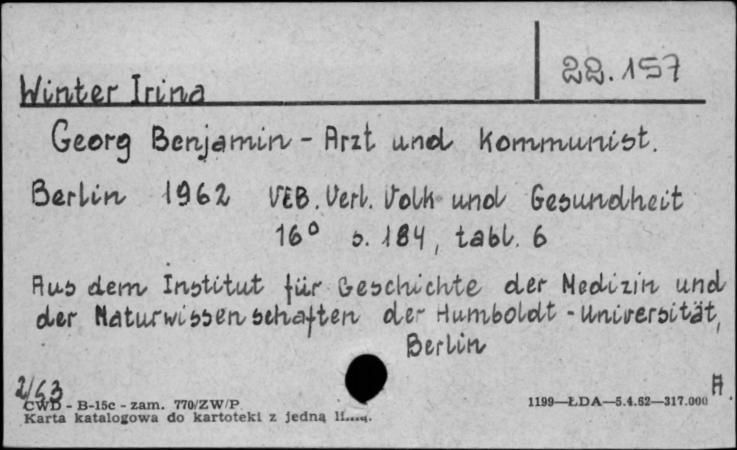 22.157
Winter Irina
Georg Benjamin - Arzt und Kommunist.
Berlin 1962 VEB. Verl. Volk und Gesundheit
16° s. 184, tabl. 6
Aus dem Institut für Geschichte der Medizin und
der Naturwissenschaften der Humboldt - Universität,
Berlin
2/63
CWD - B-15c - zam. 770/ZW/P
1199—ŁDA—5.4.62—317.000
A.
Karta katalogowa do kartoteki z jedną